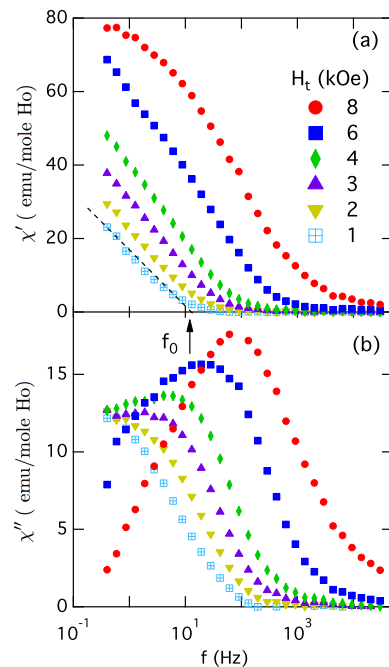 80
60
40
20
0
χ′ ( emu/mole Ho)
(a)
H_t (kOe)
8
6
4
3
2
1
f_0
(b)
15
10
5
0
χ″ ( emu/mole Ho)
10^-1
10^1
10^3
f (Hz)